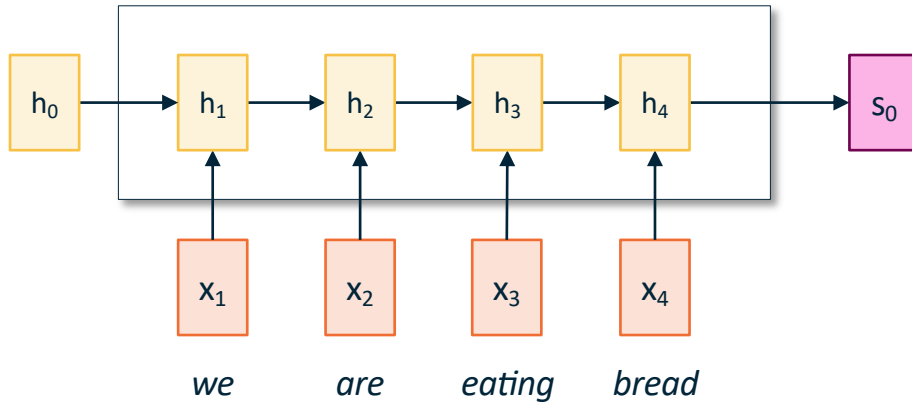 h₀ h₁ h₂ h₃ h₄ s₀
x₁ x₂ x₃ x₄
we are eating bread